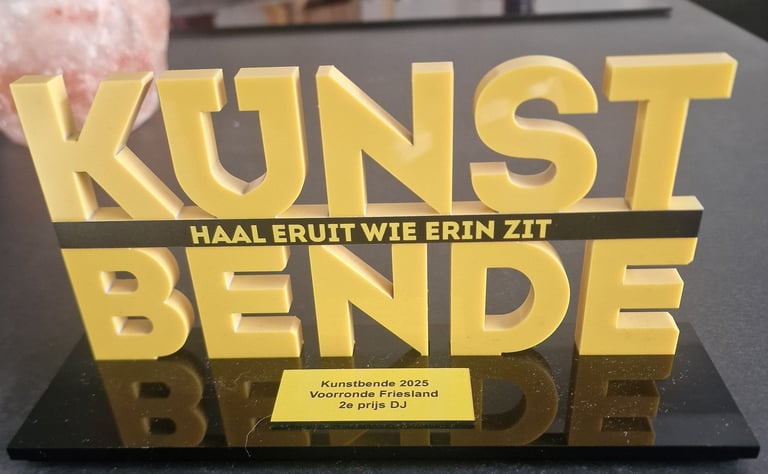 KUNST
HAAL ERUIT WIE ERIN ZIT
BENDE
Kunstbende 2025
Voorronde Friesland
2e prijs DJ